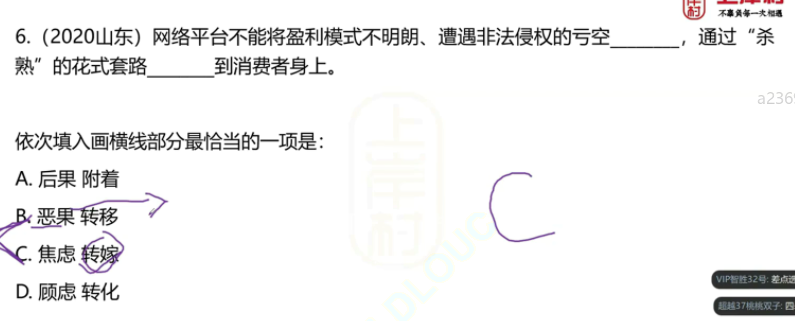 不辜负每一次相遇
6.（2020山东）网络平台不能将盈利模式不明朗、遭遇非法侵权的亏空_______，通过“杀
熟”的花式套路_______到消费者身上。
a236
依次填入画横线部分最恰当的一项是：
A. 后果 附着
B. 恶果 转移
C. 焦虑 转嫁
D. 顾虑 转化
C
上岸村
DLOUC
VIP智胜32号: 差点选
超越37桃桃双子: 四